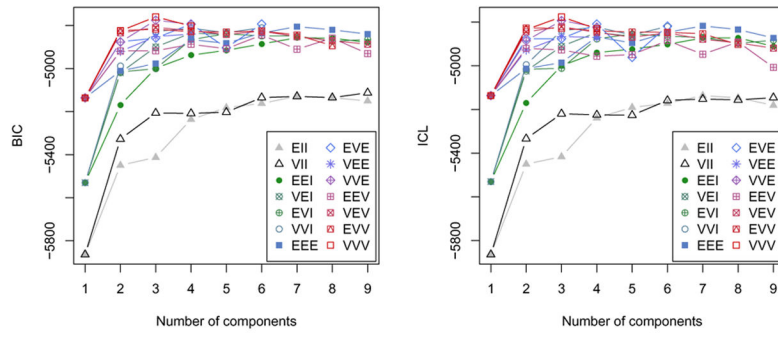 BIC
−5000
−5400
−5800
EII
VII
EEI
VEI
EVI
VVI
EEE
EVE
VEE
VVE
EEV
VEV
EVV
VVV
1 2 3 4 5 6 7 8 9
Number of components
ICL
−5000
−5400
−5800
EII
VII
EEI
VEI
EVI
VVI
EEE
EVE
VEE
VVE
EEV
VEV
EVV
VVV
1 2 3 4 5 6 7 8 9
Number of components